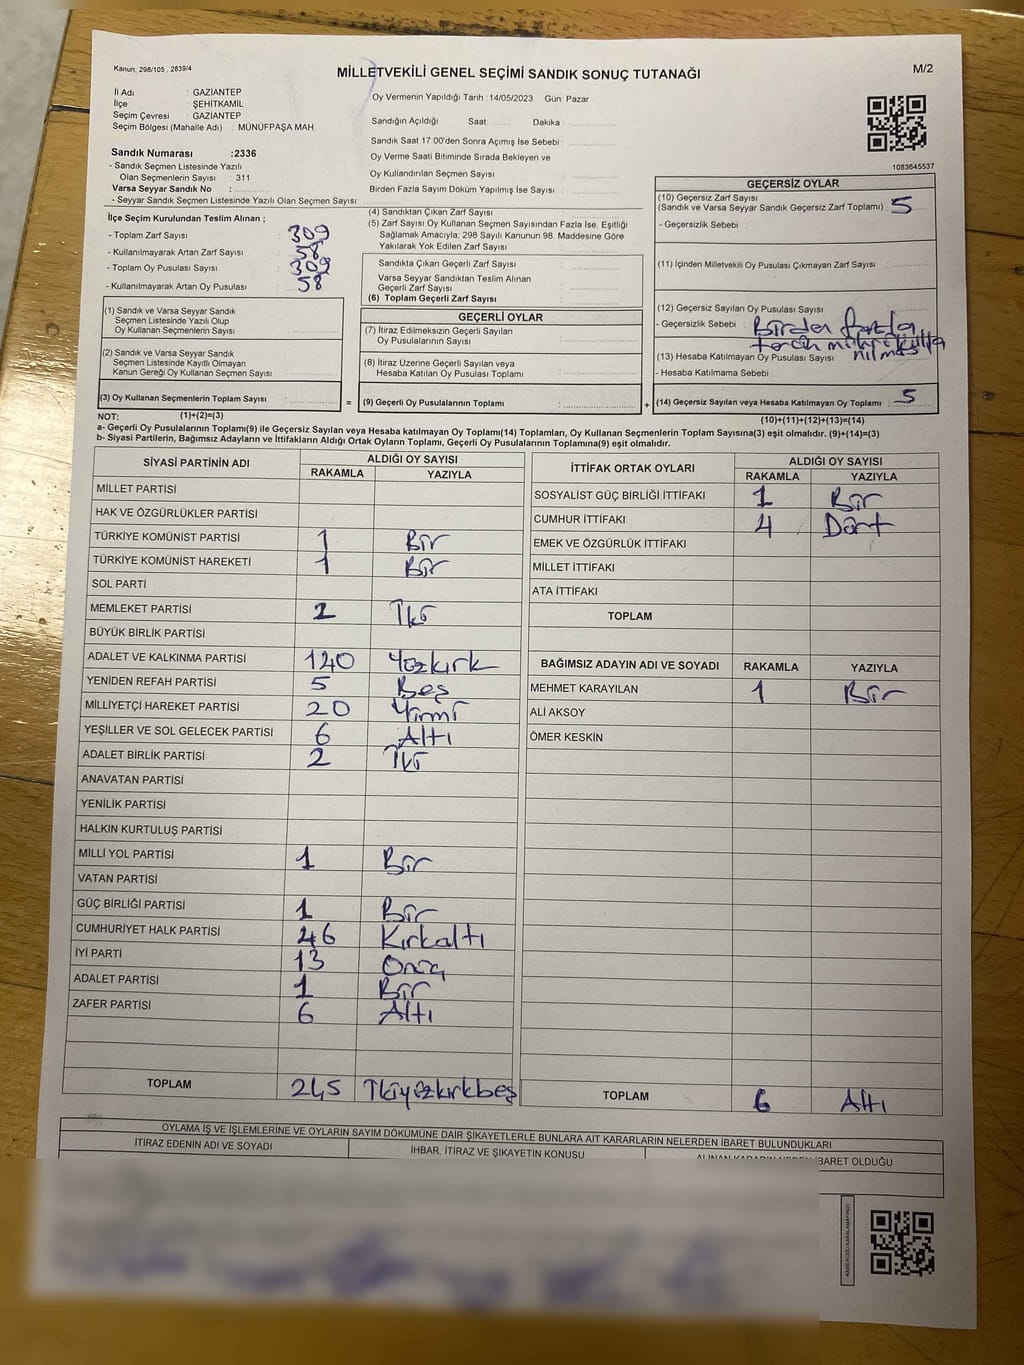 Kanun: 298/105 , 2839/4
MİLLETVEKİLİ GENEL SEÇİMİ SANDIK SONUÇ TUTANAĞI
M/2
İl Adı : GAZİANTEP
İlçe : ŞEHİTKAMİL
Seçim Çevresi : GAZİANTEP
Seçim Bölgesi (Mahalle Adı) : MÜNÜFPAŞA MAH.
Sandık Numarası :2336
- Sandık Seçmen Listesinde Yazılı
Olan Seçmenlerin Sayısı : 311
Varsa Seyyar Sandık No :
- Seyyar Sandık Seçmen Listesinde Yazılı Olan Seçmen Sayısı :
Oy Vermenin Yapıldığı Tarih :14/05/2023 Gün: Pazar
Sandığın Açıldığı Saat: Dakika :
Sandık Saat 17:00'den Sonra Açımış İse Sebebi :
Oy Verme Saati Bitiminde Sırada Bekleyen ve
Oy Kullandırılan Seçmen Sayısı :
Birden Fazla Sayım Döküm Yapılmış İse Sayısı :
1083645537
İlçe Seçim Kurulundan Teslim Alınan ;
- Toplam Zarf Sayısı : 309
- Kullanılmayarak Artan Zarf Sayısı : 58
- Toplam Oy Pusulası Sayısı : 309
- Kullanılmayarak Artan Oy Pusulası : 58
(4) Sandıktan Çıkan Zarf Sayısı :
(5) Zarf Sayısı Oy Kullanan Seçmen Sayısından Fazla İse, Eşitliği
Sağlamak Amacıyla; 298 Sayılı Kanunun 98. Maddesine Göre
Yakılarak Yok Edilen Zarf Sayısı :
Sandıkta Çıkan Geçerli Zarf Sayısı :
Varsa Seyyar Sandıktan Teslim Alınan
Geçerli Zarf Sayısı :
(6) Toplam Geçerli Zarf Sayısı :
GEÇERSİZ OYLAR
(10) Geçersiz Zarf Sayısı
(Sandık ve Varsa Seyyar Sandık Geçersiz Zarf Toplamı) : 5
- Geçersizlik Sebebi :
(11) İçinden Milletvekili Oy Pusulası Çıkmayan Zarf Sayısı :
(12) Geçersiz Sayılan Oy Pusulası Sayısı :
- Geçersizlik Sebebi : Birden fazla
tercih mührü kulla
nılması
(13) Hesaba Katılmayan Oy Pusulası Sayısı :
- Hesaba Katılmama Sebebi :
(14) Geçersiz Sayılan veya Hesaba Katılmayan Oy Toplamı : 5
(10)+(11)+(12)+(13)=(14)
(1) Sandık ve Varsa Seyyar Sandık
Seçmen Listesinde Yazılı Olup
Oy Kullanan Seçmenlerin Sayısı :
(2) Sandık ve Varsa Seyyar Sandık
Seçmen Listesinde Kayıtlı Olmayan
Kanun Gereği Oy Kullanan Seçmen Sayısı :
(3) Oy Kullanan Seçmenlerin Toplam Sayısı :
(1)+(2)=(3)
GEÇERLİ OYLAR
(7) İtiraz Edilmeksizin Geçerli Sayılan
Oy Pusulalarının Sayısı :
(8) İtiraz Üzerine Geçerli Sayılan veya
Hesaba Katılan Oy Pusulası Toplamı :
= (9) Geçerli Oy Pusulalarının Toplamı : +
NOT:
a- Geçerli Oy Pusulalarının Toplamı(9) ile Geçersiz Sayılan veya Hesaba katılmayan Oy Toplamı(14) Toplamları, Oy Kullanan Seçmenlerin Toplam Sayısına(3) eşit olmalıdır. (9)+(14)=(3)
b- Siyasi Partilerin, Bağımsız Adayların ve İttifakların Aldığı Ortak Oyların Toplamı, Geçerli Oy Pusulalarının Toplamına(9) eşit olmalıdır.
SİYASİ PARTİNİN ADI
ALDIĞI OY SAYISI
RAKAMLA YAZIYLA
MİLLET PARTİSİ
HAK VE ÖZGÜRLÜKLER PARTİSİ
TÜRKİYE KOMÜNİST PARTİSİ 1 Bir
TÜRKİYE KOMÜNİST HAREKETİ 1 Bir
SOL PARTİ
MEMLEKET PARTİSİ 2 İki
BÜYÜK BİRLİK PARTİSİ
ADALET VE KALKINMA PARTİSİ 140 Yüzkırk
YENİDEN REFAH PARTİSİ 5 Beş
MİLLİYETÇİ HAREKET PARTİSİ 20 Yirmi
YEŞİLLER VE SOL GELECEK PARTİSİ 6 Altı
ADALET BİRLİK PARTİSİ 2 İki
ANAVATAN PARTİSİ
YENİLİK PARTİSİ
HALKIN KURTULUŞ PARTİSİ
MİLLİ YOL PARTİSİ 1 Bir
VATAN PARTİSİ
GÜÇ BİRLİĞİ PARTİSİ 1 Bir
CUMHURİYET HALK PARTİSİ 46 Kırkaltı
İYİ PARTİ 13 Onüç
ADALET PARTİSİ 1 Bir
ZAFER PARTİSİ 6 Altı
TOPLAM 245 İkiyüzkırkbeş
İTTİFAK ORTAK OYLARI
ALDIĞI OY SAYISI
RAKAMLA YAZIYLA
SOSYALİST GÜÇ BİRLİĞİ İTTİFAKI 1 Bir
CUMHUR İTTİFAKI 4 Dört
EMEK VE ÖZGÜRLÜK İTTİFAKI
MİLLET İTTİFAKI
ATA İTTİFAKI
TOPLAM
BAĞIMSIZ ADAYIN ADI VE SOYADI RAKAMLA YAZIYLA
MEHMET KARAYILAN 1 Bir
ALİ AKSOY
ÖMER KESKİN
TOPLAM 6 Altı
OYLAMA İŞ VE İŞLEMLERİNE VE OYLARIN SAYIM DÖKÜMÜNE DAİR ŞİKAYETLERLE BUNLARA AİT KARARLARIN NELERDEN İBARET BULUNDUKLARI
İTİRAZ EDENİN ADI VE SOYADI
İHBAR, İTİRAZ VE ŞİKAYETİN KONUSU
ALINAN KARARIN NEDEN İBARET OLDUĞU